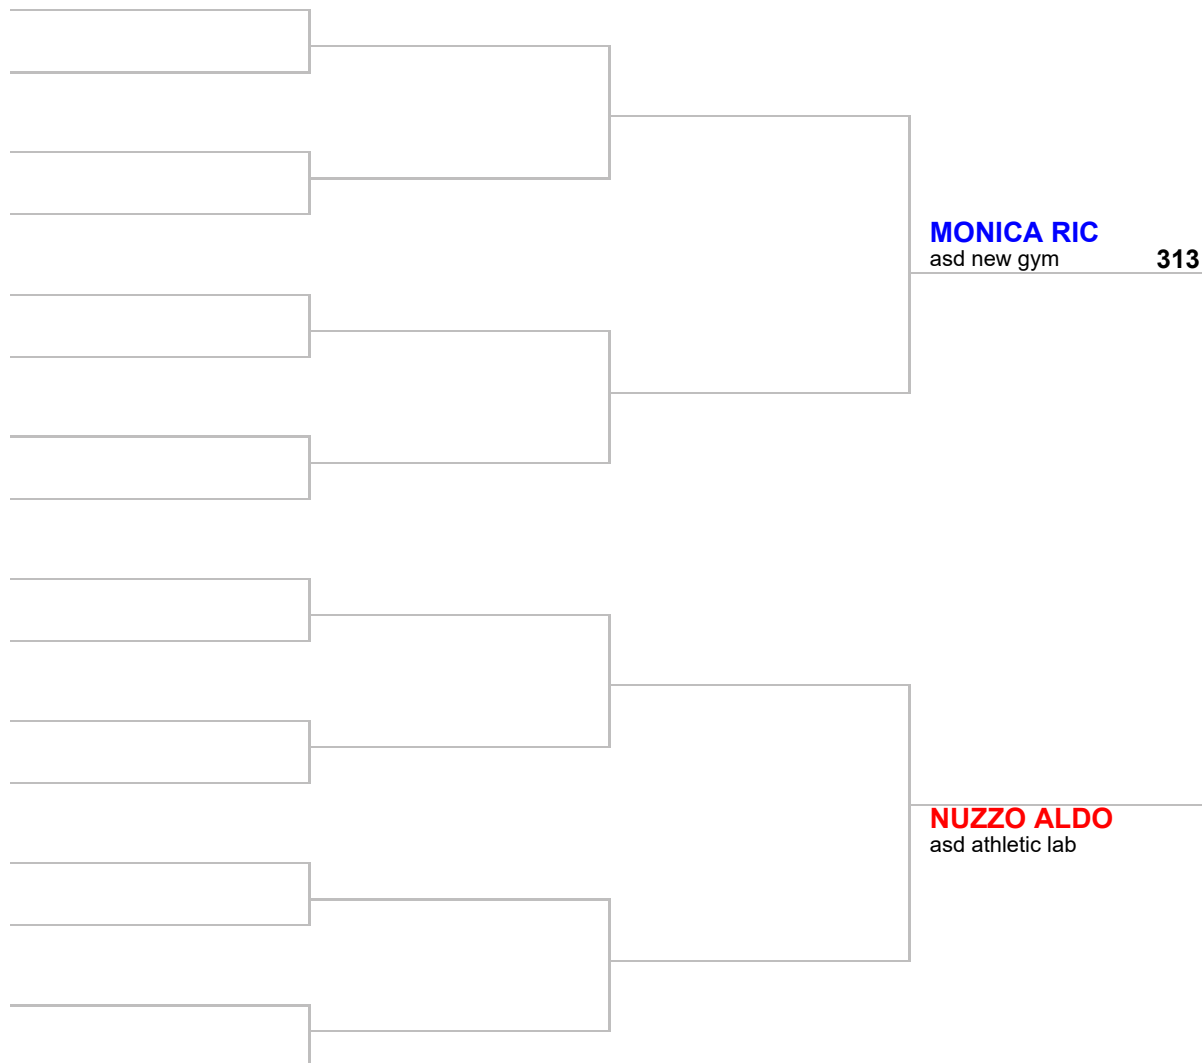 MONICA RIC
asd new gym 313
NUZZO ALDO
asd athletic lab